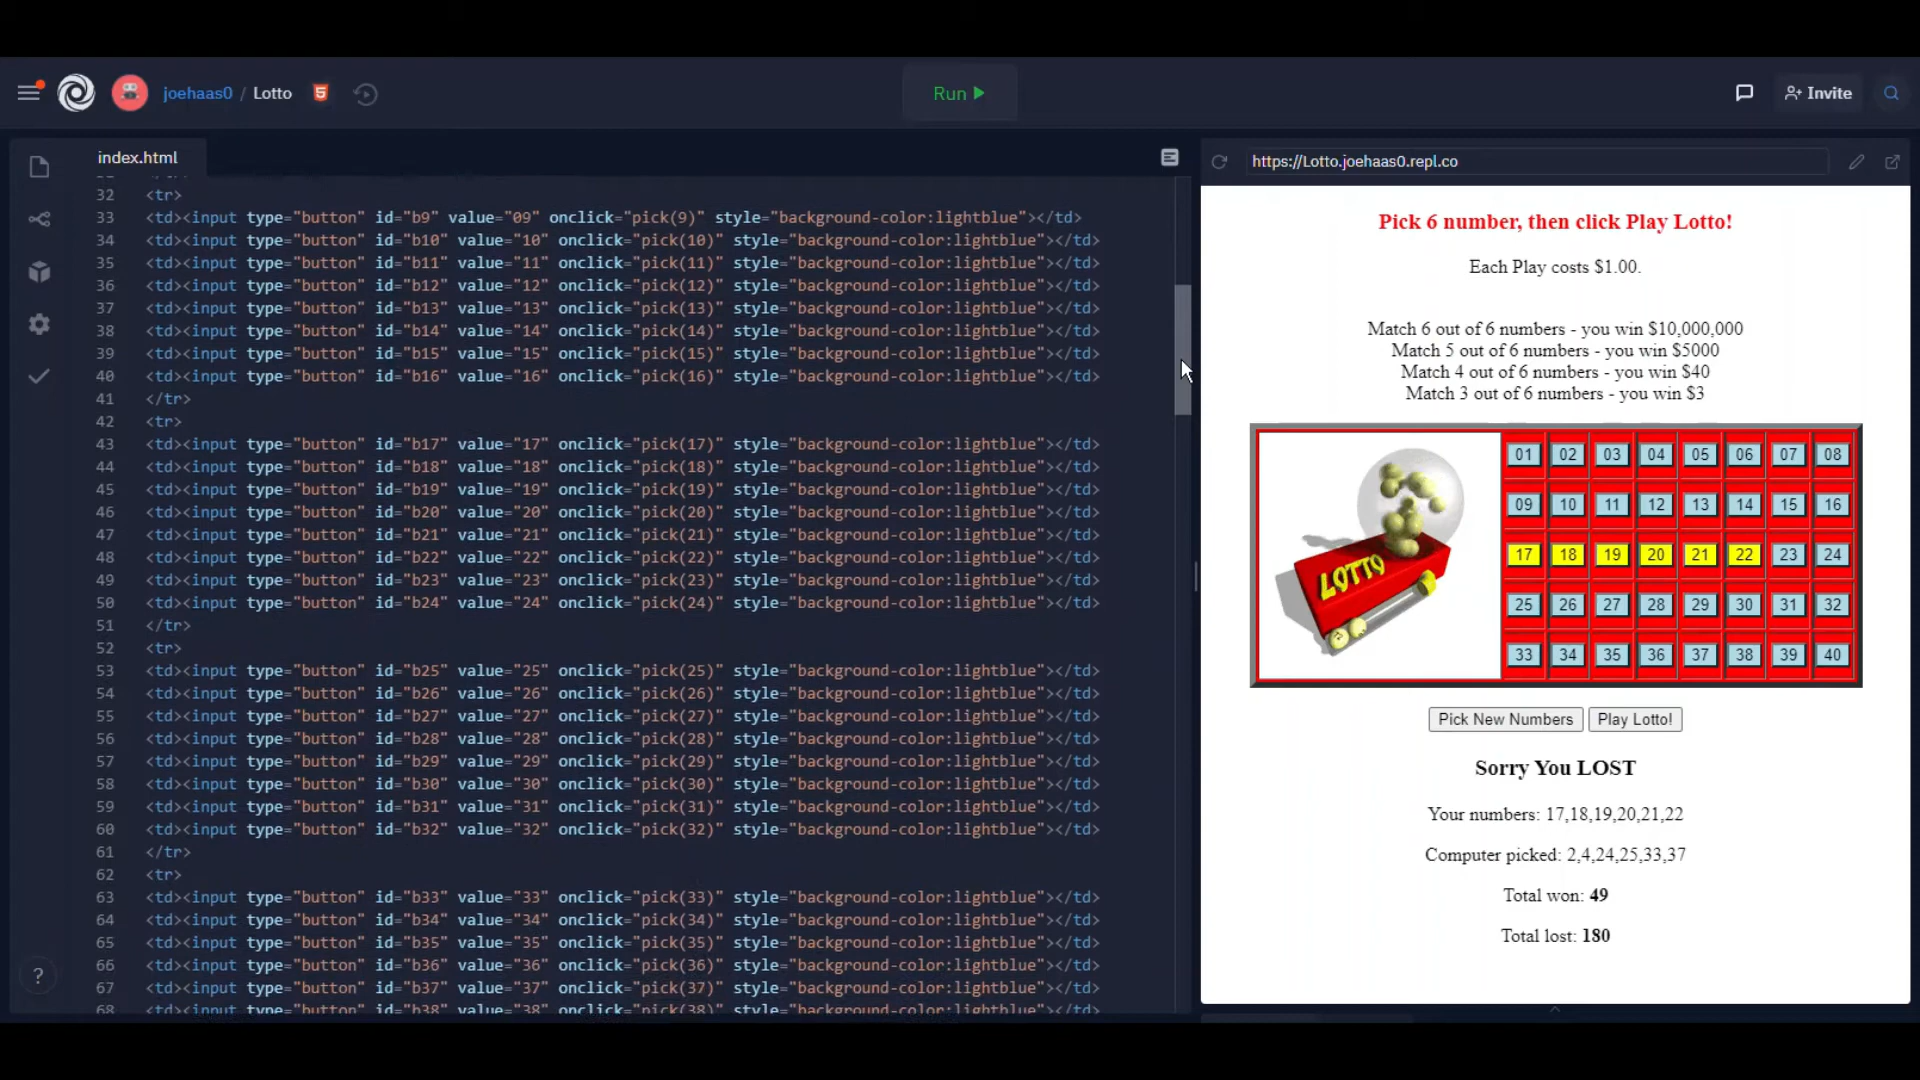 joehaas0 / Lotto
Run
Invite
index.html
https://Lotto.joehaas0.repl.co
32 <tr>
33 <td><input type="button" id="b9" value="09" onclick="pick(9)" style="background-color:lightblue"></td>
34 <td><input type="button" id="b10" value="10" onclick="pick(10)" style="background-color:lightblue"></td>
35 <td><input type="button" id="b11" value="11" onclick="pick(11)" style="background-color:lightblue"></td>
36 <td><input type="button" id="b12" value="12" onclick="pick(12)" style="background-color:lightblue"></td>
37 <td><input type="button" id="b13" value="13" onclick="pick(13)" style="background-color:lightblue"></td>
38 <td><input type="button" id="b14" value="14" onclick="pick(14)" style="background-color:lightblue"></td>
39 <td><input type="button" id="b15" value="15" onclick="pick(15)" style="background-color:lightblue"></td>
40 <td><input type="button" id="b16" value="16" onclick="pick(16)" style="background-color:lightblue"></td>
41 </tr>
42 <tr>
43 <td><input type="button" id="b17" value="17" onclick="pick(17)" style="background-color:lightblue"></td>
44 <td><input type="button" id="b18" value="18" onclick="pick(18)" style="background-color:lightblue"></td>
45 <td><input type="button" id="b19" value="19" onclick="pick(19)" style="background-color:lightblue"></td>
46 <td><input type="button" id="b20" value="20" onclick="pick(20)" style="background-color:lightblue"></td>
47 <td><input type="button" id="b21" value="21" onclick="pick(21)" style="background-color:lightblue"></td>
48 <td><input type="button" id="b22" value="22" onclick="pick(22)" style="background-color:lightblue"></td>
49 <td><input type="button" id="b23" value="23" onclick="pick(23)" style="background-color:lightblue"></td>
50 <td><input type="button" id="b24" value="24" onclick="pick(24)" style="background-color:lightblue"></td>
51 </tr>
52 <tr>
53 <td><input type="button" id="b25" value="25" onclick="pick(25)" style="background-color:lightblue"></td>
54 <td><input type="button" id="b26" value="26" onclick="pick(26)" style="background-color:lightblue"></td>
55 <td><input type="button" id="b27" value="27" onclick="pick(27)" style="background-color:lightblue"></td>
56 <td><input type="button" id="b28" value="28" onclick="pick(28)" style="background-color:lightblue"></td>
57 <td><input type="button" id="b29" value="29" onclick="pick(29)" style="background-color:lightblue"></td>
58 <td><input type="button" id="b30" value="30" onclick="pick(30)" style="background-color:lightblue"></td>
59 <td><input type="button" id="b31" value="31" onclick="pick(31)" style="background-color:lightblue"></td>
60 <td><input type="button" id="b32" value="32" onclick="pick(32)" style="background-color:lightblue"></td>
61 </tr>
62 <tr>
63 <td><input type="button" id="b33" value="33" onclick="pick(33)" style="background-color:lightblue"></td>
64 <td><input type="button" id="b34" value="34" onclick="pick(34)" style="background-color:lightblue"></td>
65 <td><input type="button" id="b35" value="35" onclick="pick(35)" style="background-color:lightblue"></td>
66 <td><input type="button" id="b36" value="36" onclick="pick(36)" style="background-color:lightblue"></td>
67 <td><input type="button" id="b37" value="37" onclick="pick(37)" style="background-color:lightblue"></td>
68 <td><input type="button" id="b38" value="38" onclick="pick(38)" style="background-color:lightblue"></td>
?
Pick 6 number, then click Play Lotto!
Each Play costs $1.00.
Match 6 out of 6 numbers - you win $10,000,000
Match 5 out of 6 numbers - you win $5000
Match 4 out of 6 numbers - you win $40
Match 3 out of 6 numbers - you win $3
LOTTO
01 02 03 04 05 06 07 08
09 10 11 12 13 14 15 16
17 18 19 20 21 22 23 24
25 26 27 28 29 30 31 32
33 34 35 36 37 38 39 40
Pick New Numbers Play Lotto!
Sorry You LOST
Your numbers: 17,18,19,20,21,22
Computer picked: 2,4,24,25,33,37
Total won: 49
Total lost: 180